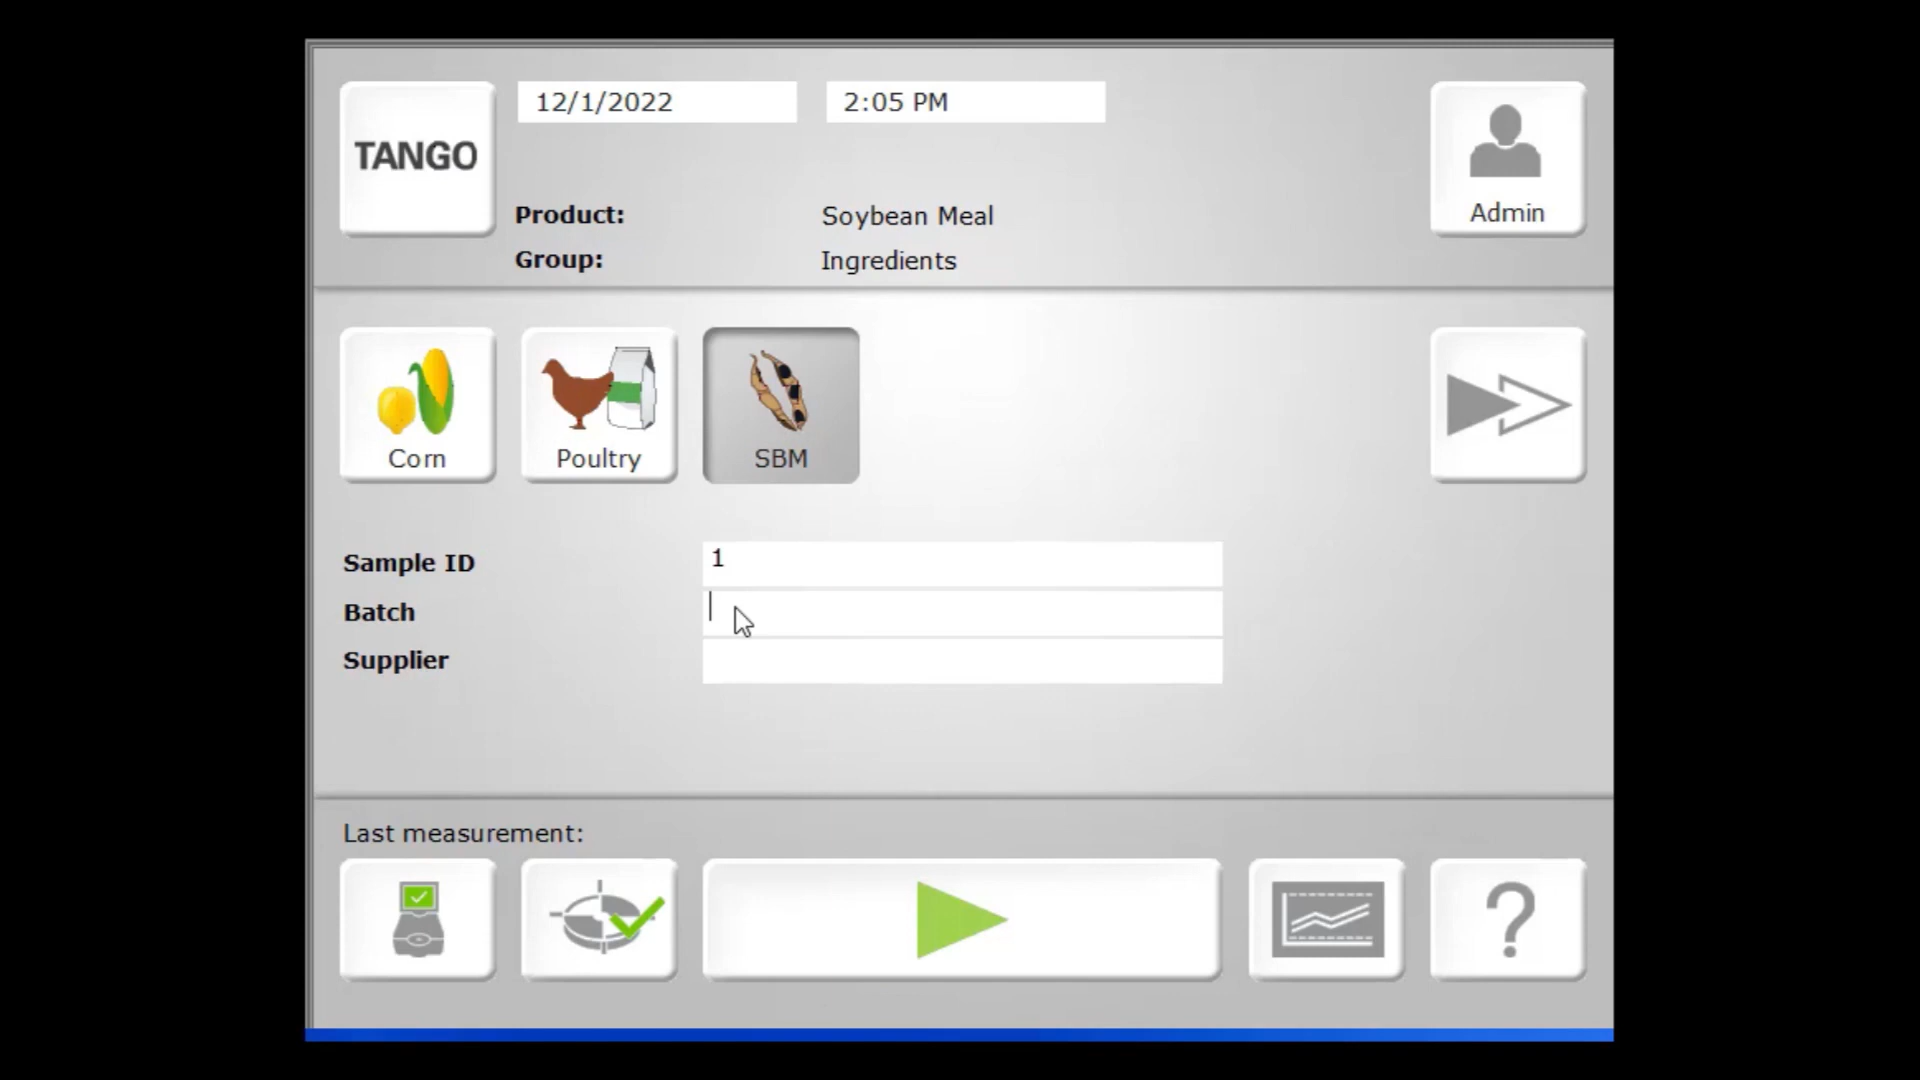 TANGO
12/1/2022
2:05 PM
Admin
Product: Soybean Meal
Group: Ingredients
Corn
Poultry
SBM
Sample ID 1
Batch
Supplier
Last measurement:
?